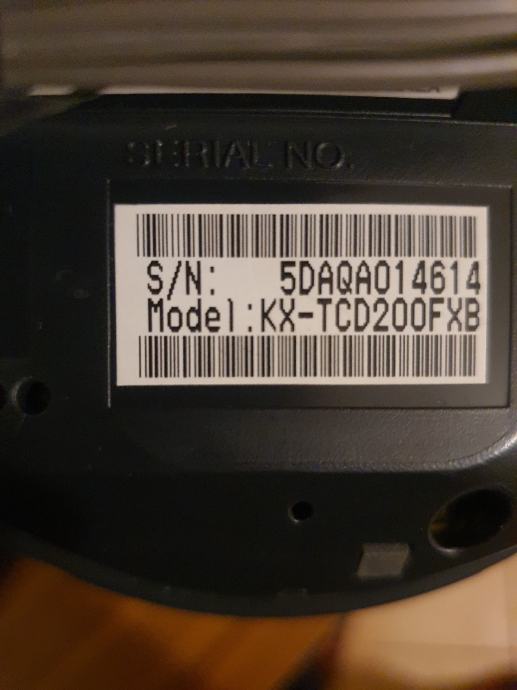 SERIAL NO.
S/N: 5DAQA014614
Model:KX-TCD200FXB